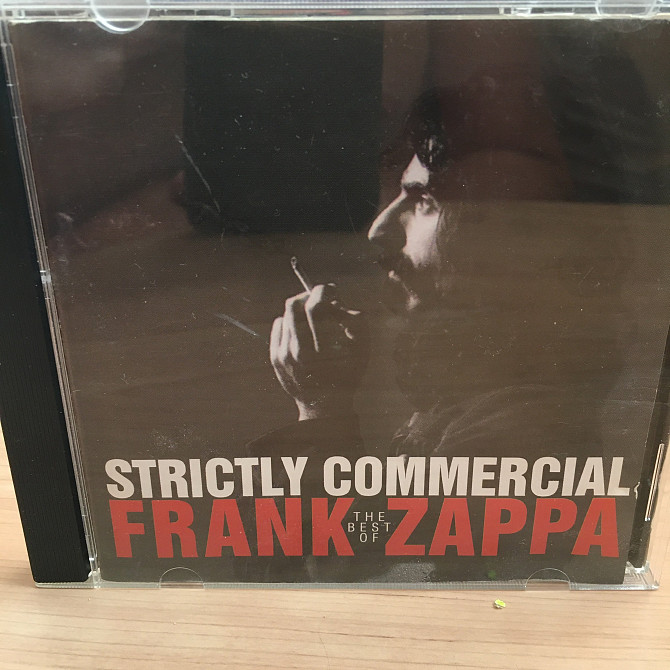 STRICTLY COMMERCIAL
FRANK THE BEST OF ZAPPA